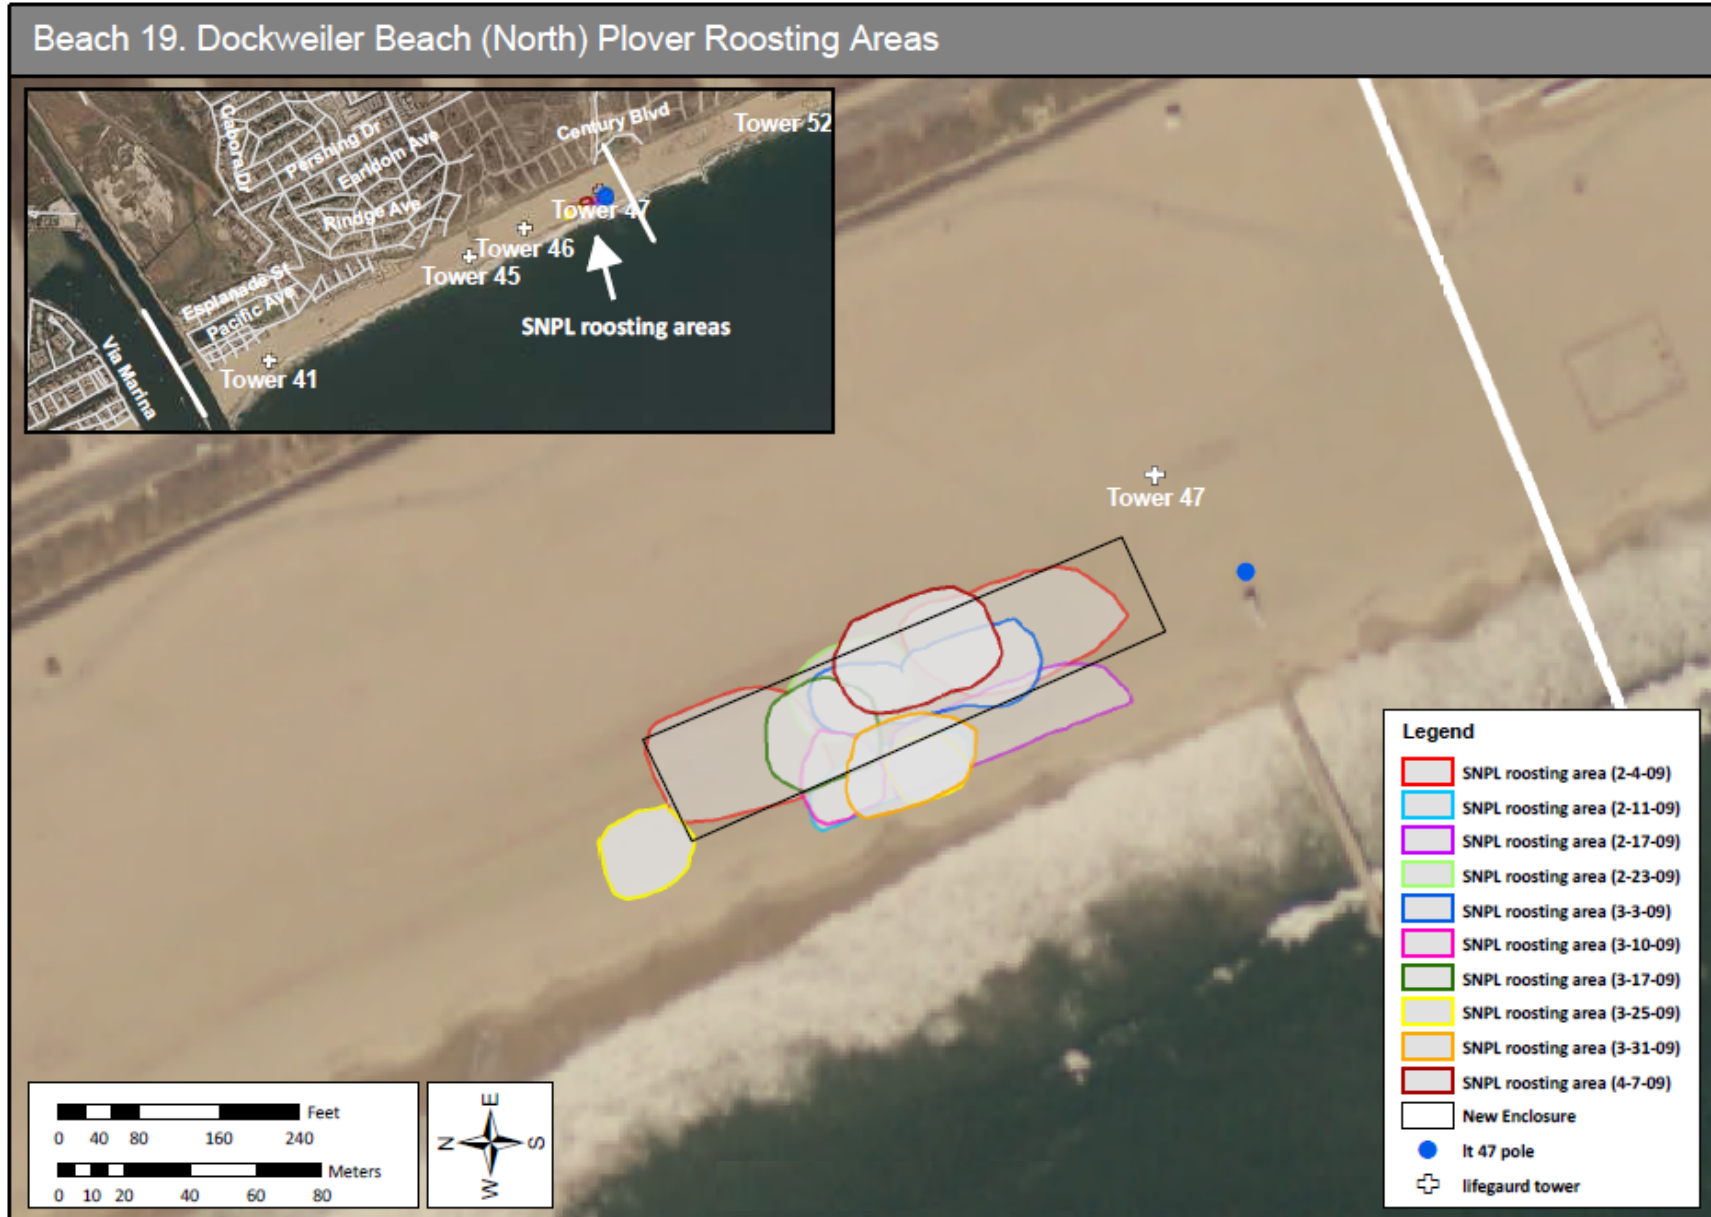 Beach 19. Dockweiler Beach (North) Plover Roosting Areas
Cabora Dr
Pershing Dr
Earldom Ave
Rindge Ave
Century Blvd
Tower 52
Tower 47
Tower 46
Tower 45
Esplanade St
Pacific Ave
Via Marina
Tower 41
SNPL roosting areas
Tower 47
Legend
SNPL roosting area (2-4-09)
SNPL roosting area (2-11-09)
SNPL roosting area (2-17-09)
SNPL roosting area (2-23-09)
SNPL roosting area (3-3-09)
SNPL roosting area (3-10-09)
SNPL roosting area (3-17-09)
SNPL roosting area (3-25-09)
SNPL roosting area (3-31-09)
SNPL roosting area (4-7-09)
New Enclosure
lt 47 pole
lifegaurd tower
Feet
0 40 80 160 240
Meters
0 10 20 40 60 80
E
N S
W